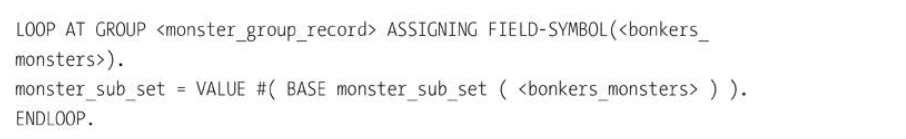 LOOP AT GROUP <monster_group_record> ASSIGNING FIELD-SYMBOL(<bonkers_
monsters>).
monster_sub_set = VALUE #( BASE monster_sub_set ( <bonkers_monsters> ) ).
ENDLOOP.